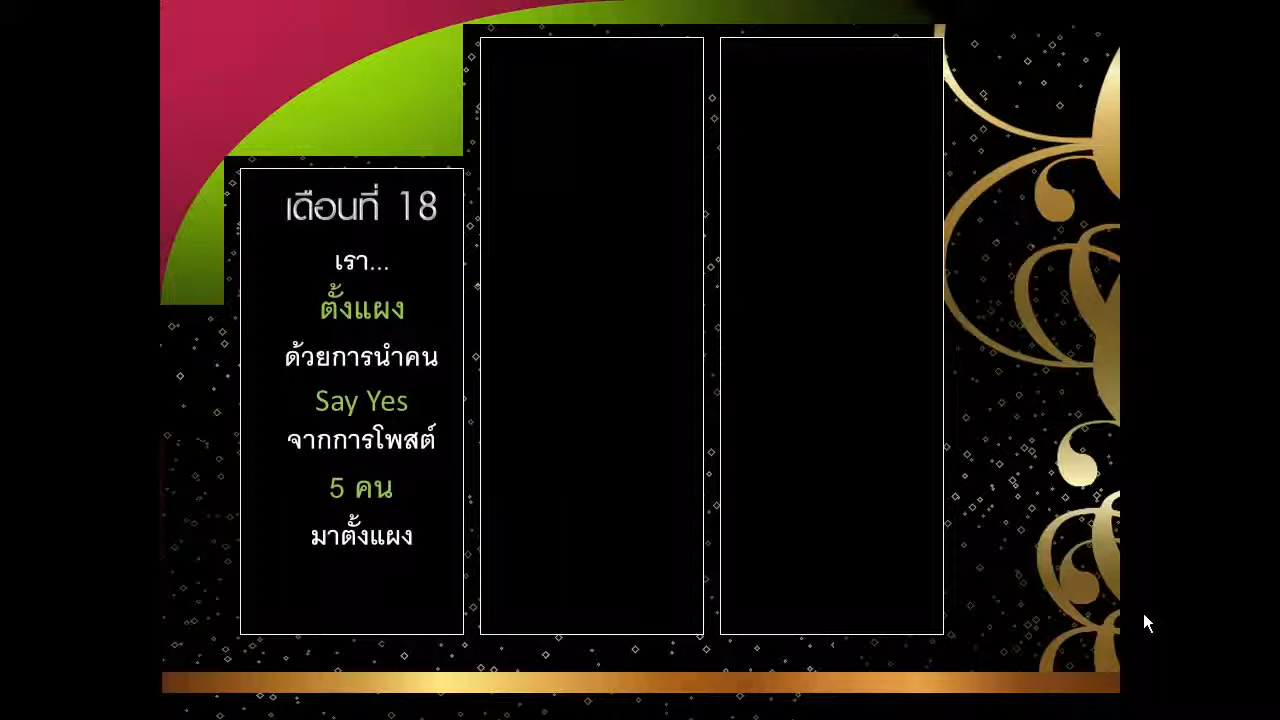 เดือนที่ 18
เรา...
ตั้งแผง
ด้วยการนำคน
Say Yes
จากการโพสต์
5 คน
มาตั้งแผง